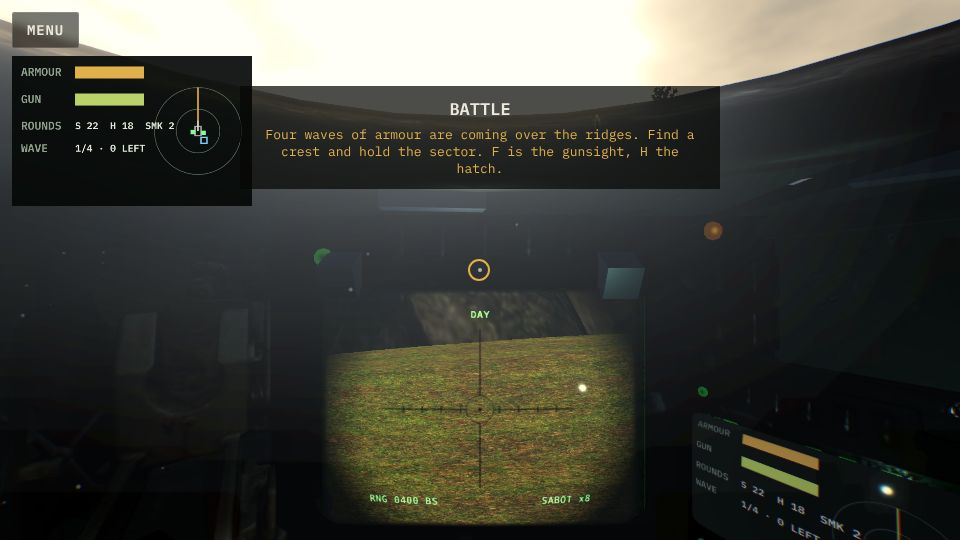 MENU
ARMOUR
GUN
ROUNDS S 22 H 18 SMK 2
WAVE 1/4 · 0 LEFT
BATTLE
Four waves of armour are coming over the ridges. Find a
crest and hold the sector. F is the gunsight, H the
hatch.
DAY
RNG 0400 BS
SABOT x8
ARMOUR
GUN
ROUNDS S 22 H 18 SMK 2
WAVE 1/4 · 0 LEFT